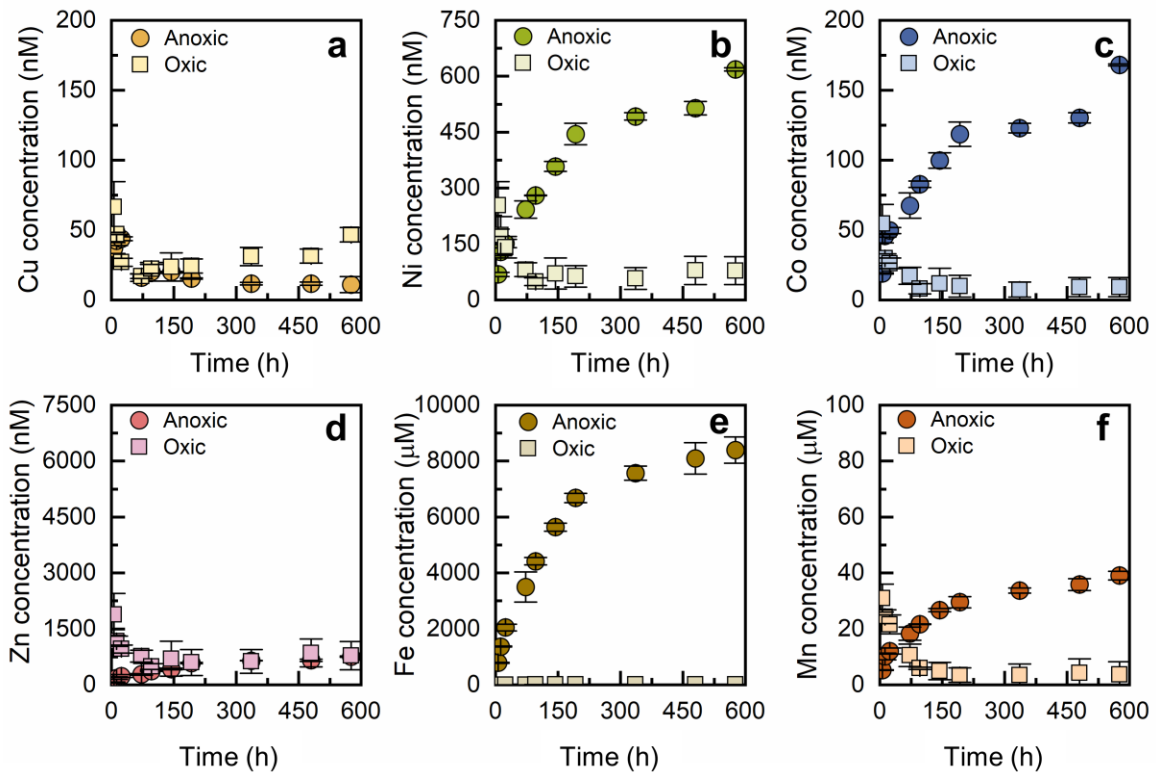 a
Anoxic
Oxic
Cu concentration (nM)
200
150
100
50
0
0 150 300 450 600
Time (h)
b
Anoxic
Oxic
Ni concentration (nM)
750
600
450
300
150
0
0 150 300 450 600
Time (h)
c
Anoxic
Oxic
Co concentration (nM)
200
150
100
50
0
0 150 300 450 600
Time (h)
d
Anoxic
Oxic
Zn concentration (nM)
7500
6000
4500
3000
1500
0
0 150 300 450 600
Time (h)
e
Anoxic
Oxic
Fe concentration (μM)
10000
8000
6000
4000
2000
0
0 150 300 450 600
Time (h)
f
Anoxic
Oxic
Mn concentration (μM)
100
80
60
40
20
0
0 150 300 450 600
Time (h)